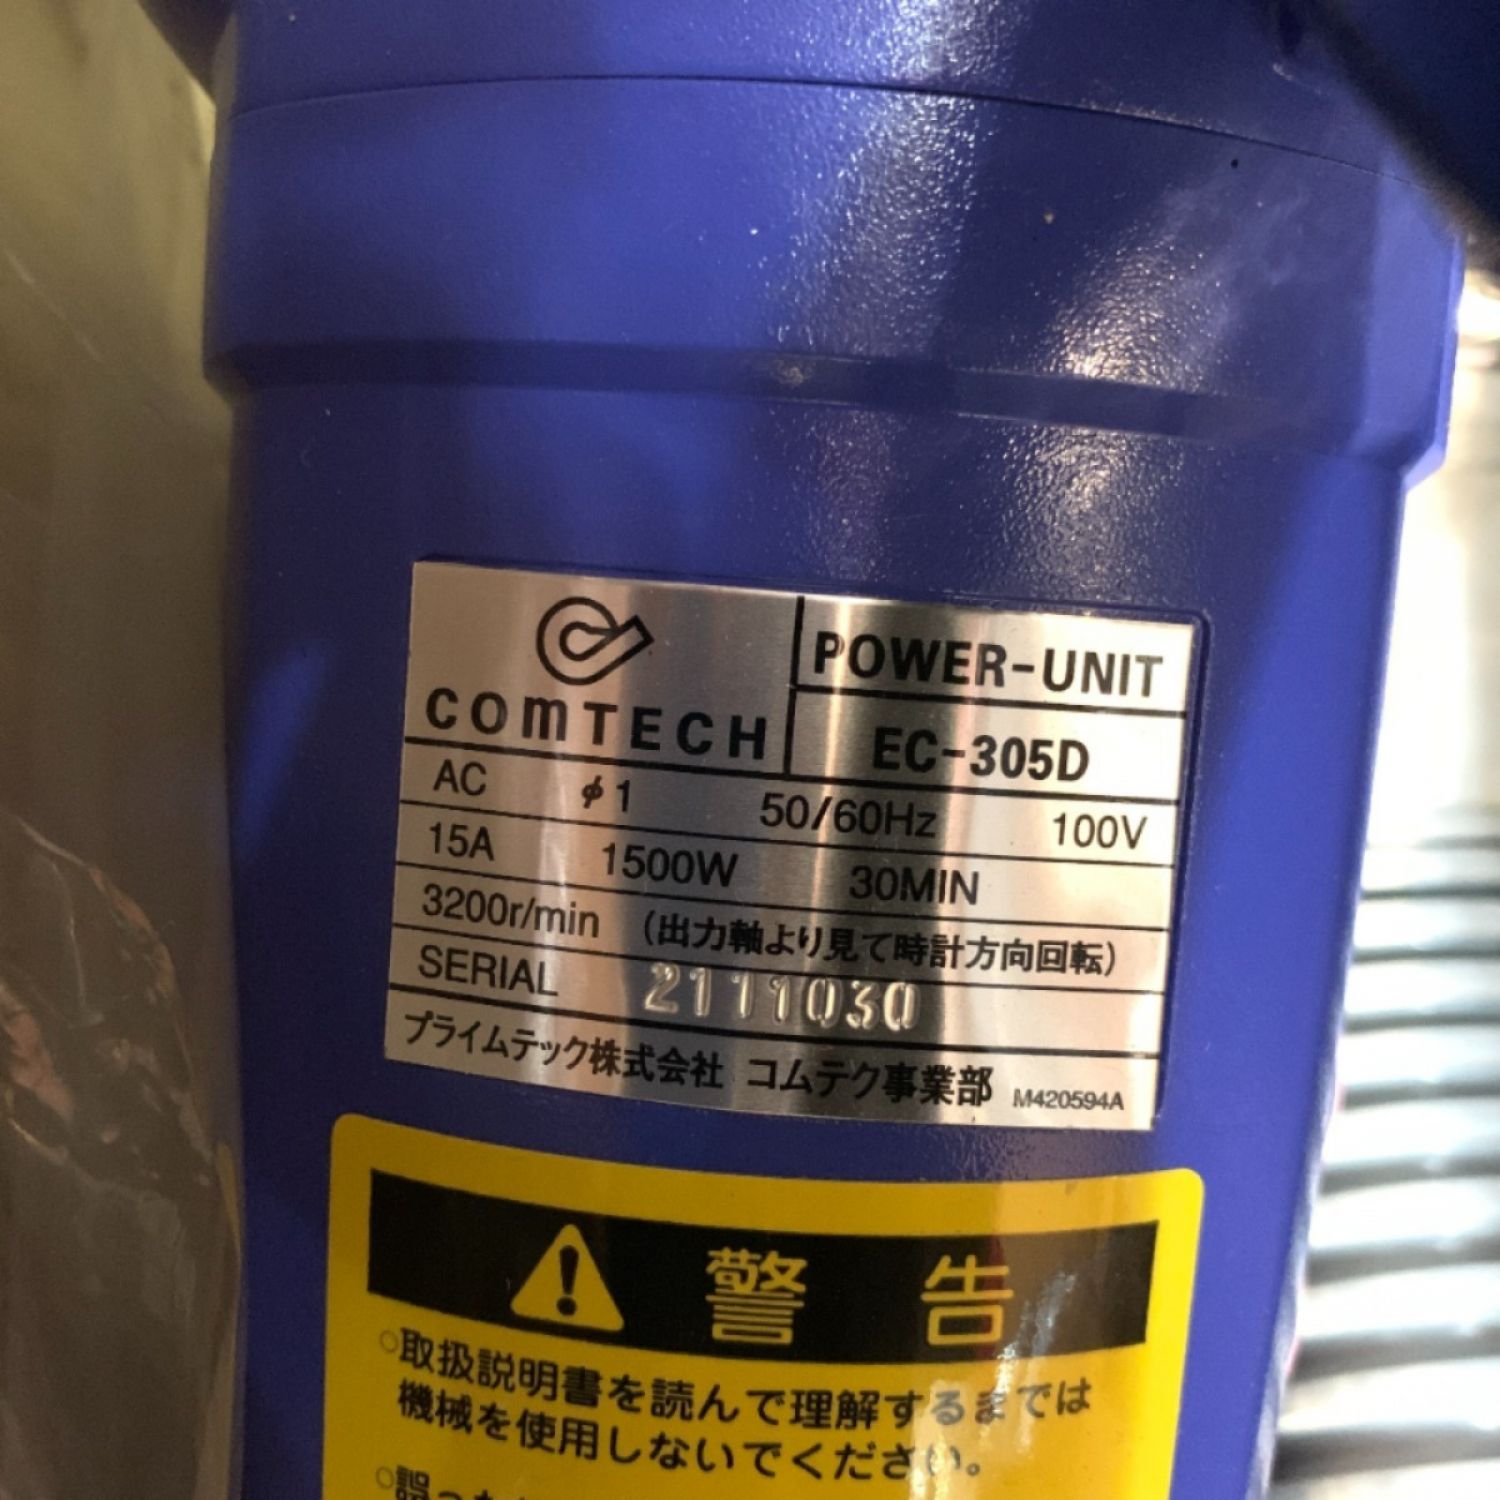 COMTECH
POWER-UNIT
EC-305D
AC φ1 50/60Hz 100V
15A 1500W 30MIN
3200r/min (出力軸より見て時計方向回転)
SERIAL 2111030
プライムテック株式会社 コムテク事業部 M420594A
警告
○取扱説明書を読んで理解するまでは
機械を使用しないでください。
○誤った